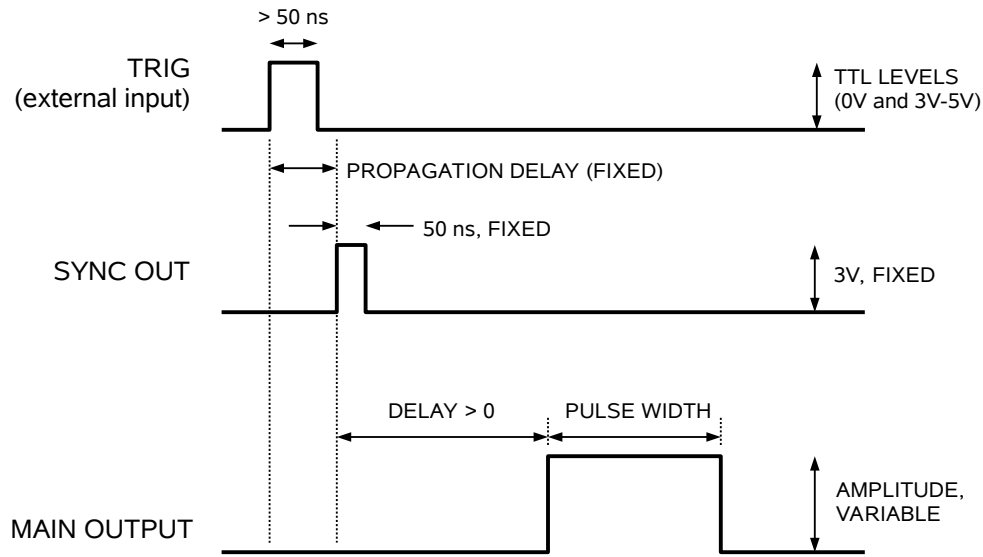 > 50 ns
TRIG
(external input)
TTL LEVELS
(0V and 3V-5V)
PROPAGATION DELAY (FIXED)
50 ns, FIXED
SYNC OUT
3V, FIXED
DELAY > 0
PULSE WIDTH
AMPLITUDE,
VARIABLE
MAIN OUTPUT